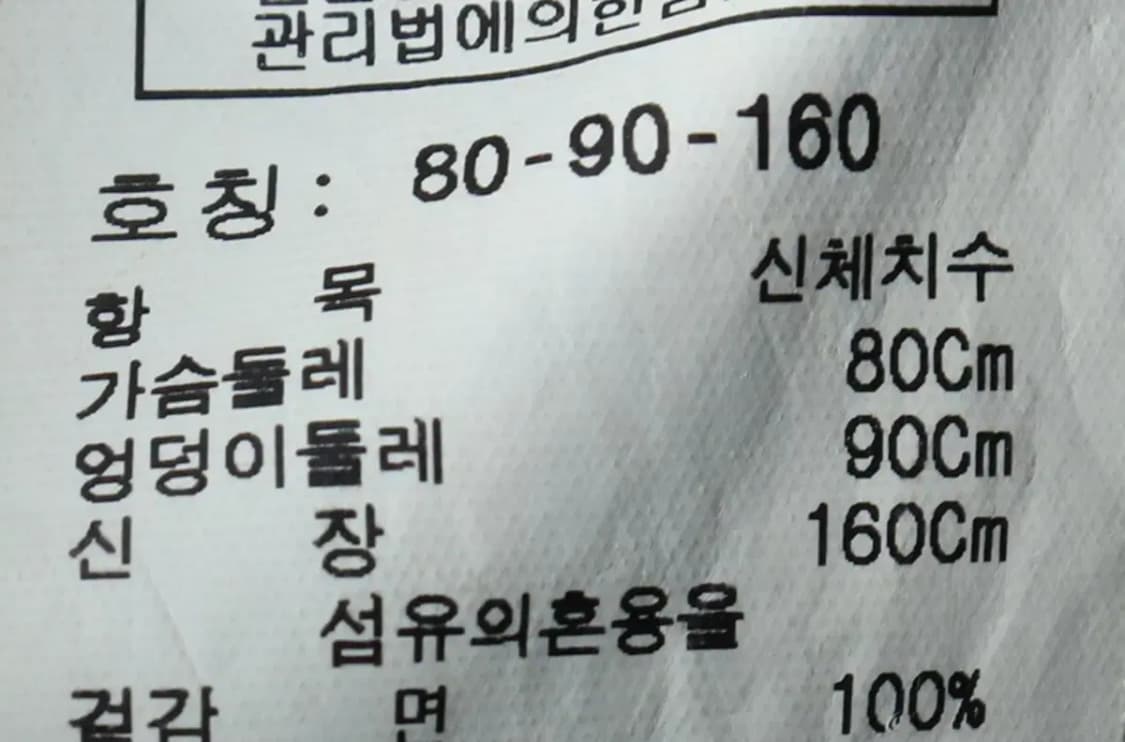 관리법에의한
호칭: 80-90-160
항 목 신체치수
가슴둘레 80Cm
엉덩이둘레 90Cm
신 장 160Cm
섬유의혼용율
겉감 면 100%